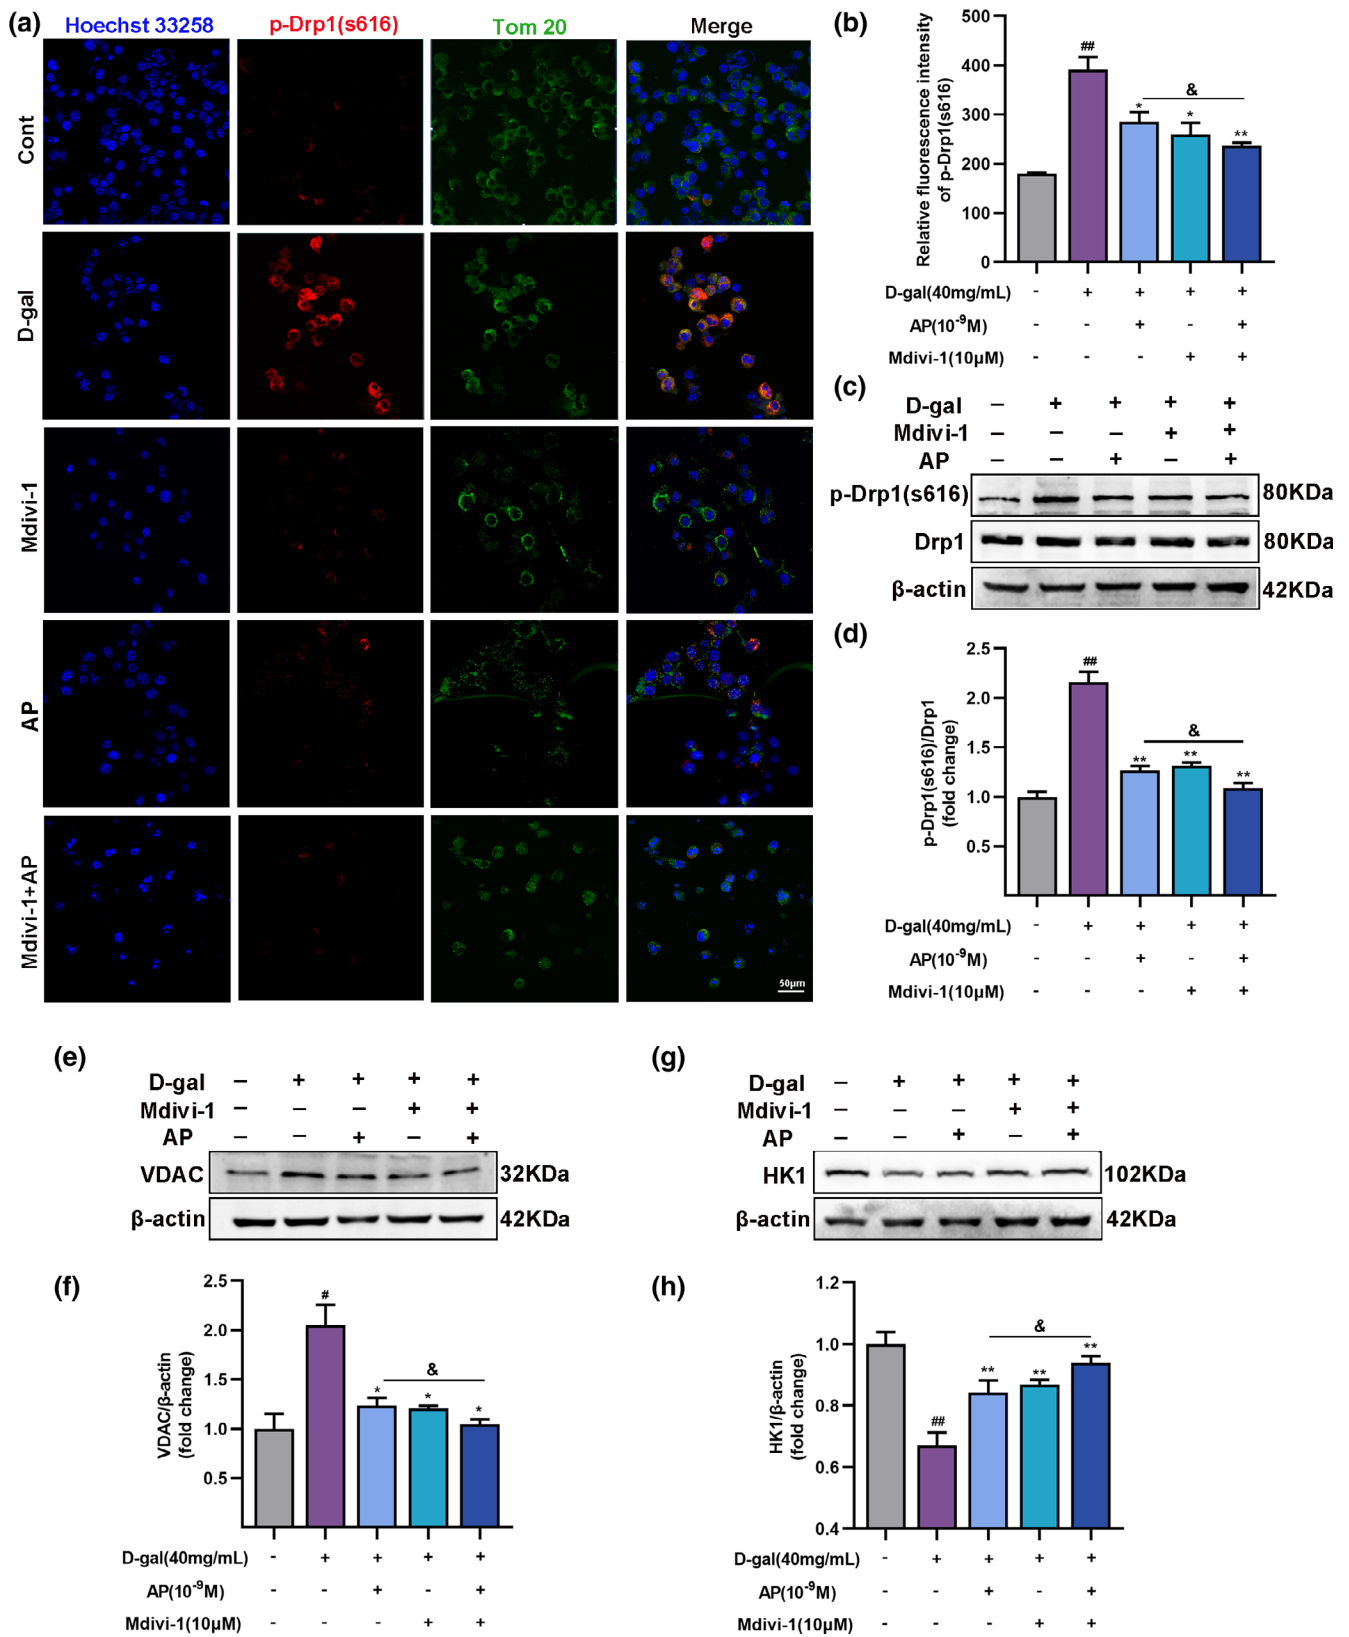 (a)
Hoechst 33258 p-Drp1(s616) Tom 20 Merge
Cont
D-gal
Mdivi-1
AP
Mdivi-1+AP
50μm
(b)
Relative fluorescence intensity
of p-Drp1(s616)
500
400
300
200
100
0
##
*
*
**
&
D-gal(40mg/mL) - + + + +
AP(10⁻⁹M) - - + - +
Mdivi-1(10μM) - - - + +
(c)
D-gal – + + + +
Mdivi-1 – – – + +
AP – – + – +
p-Drp1(s616) 80KDa
Drp1 80KDa
β-actin 42KDa
(d)
p-Drp1(s616)/Drp1
(fold change)
2.5
2.0
1.5
1.0
0.5
##
**
**
**
&
D-gal(40mg/mL) - + + + +
AP(10⁻⁹M) - - + - +
Mdivi-1(10μM) - - - + +
(e)
D-gal – + + + +
Mdivi-1 – – – + +
AP – – + – +
VDAC 32KDa
β-actin 42KDa
(f)
VDAC/β-actin
(fold change)
2.5
2.0
1.5
1.0
0.5
#
*
*
*
&
D-gal(40mg/mL) - + + + +
AP(10⁻⁹M) - - + - +
Mdivi-1(10μM) - - - + +
(g)
D-gal – + + + +
Mdivi-1 – – – + +
AP – – + – +
HK1 102KDa
β-actin 42KDa
(h)
HK1/β-actin
(fold change)
1.2
1.0
0.8
0.6
0.4
##
**
**
**
&
D-gal(40mg/mL) - + + + +
AP(10⁻⁹M) - - + - +
Mdivi-1(10μM) - - - + +